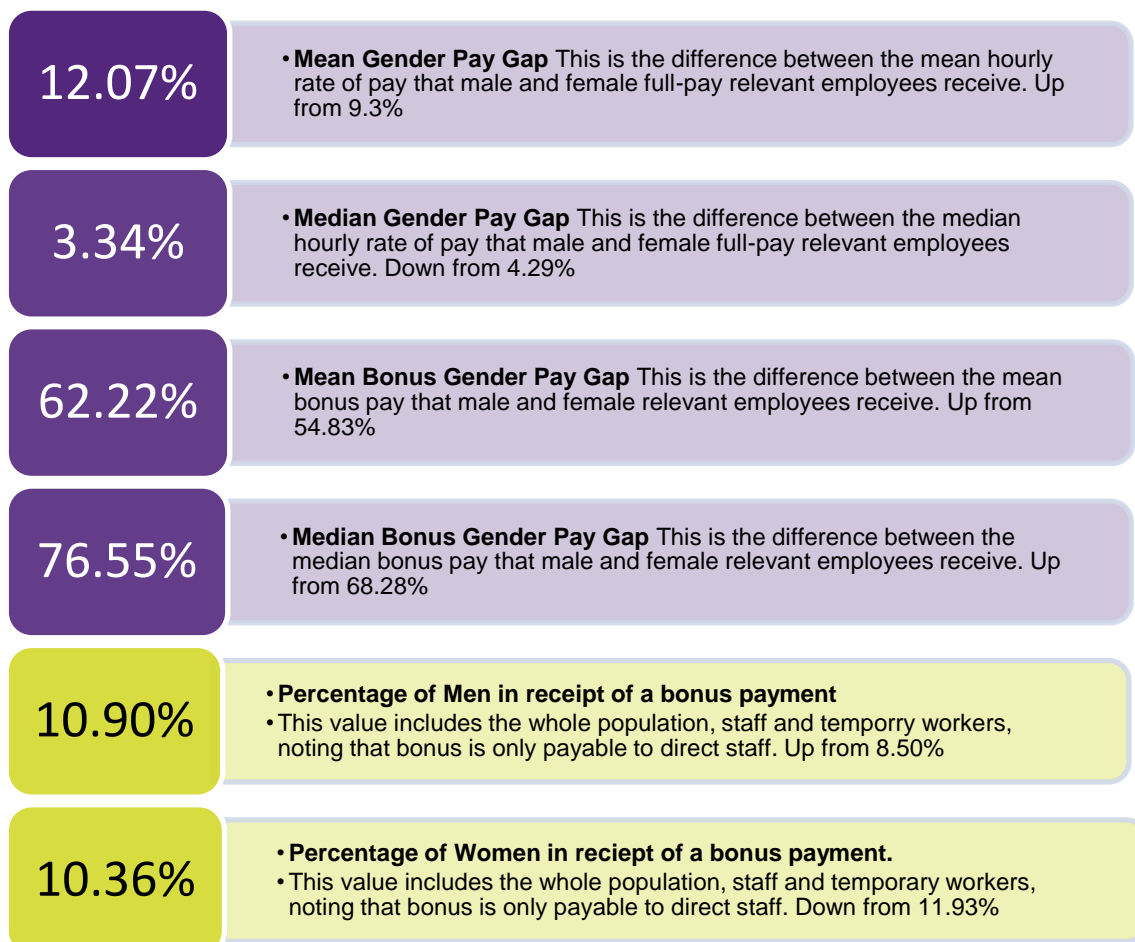 12.07%
• Mean Gender Pay Gap This is the difference between the mean hourly
rate of pay that male and female full-pay relevant employees receive. Up
from 9.3%
3.34%
• Median Gender Pay Gap This is the difference between the median
hourly rate of pay that male and female full-pay relevant employees
receive. Down from 4.29%
62.22%
• Mean Bonus Gender Pay Gap This is the difference between the mean
bonus pay that male and female relevant employees receive. Up from
54.83%
76.55%
• Median Bonus Gender Pay Gap This is the difference between the
median bonus pay that male and female relevant employees receive. Up
from 68.28%
10.90%
• Percentage of Men in receipt of a bonus payment
• This value includes the whole population, staff and temporry workers,
noting that bonus is only payable to direct staff. Up from 8.50%
10.36%
• Percentage of Women in reciept of a bonus payment.
• This value includes the whole population, staff and temporary workers,
noting that bonus is only payable to direct staff. Down from 11.93%